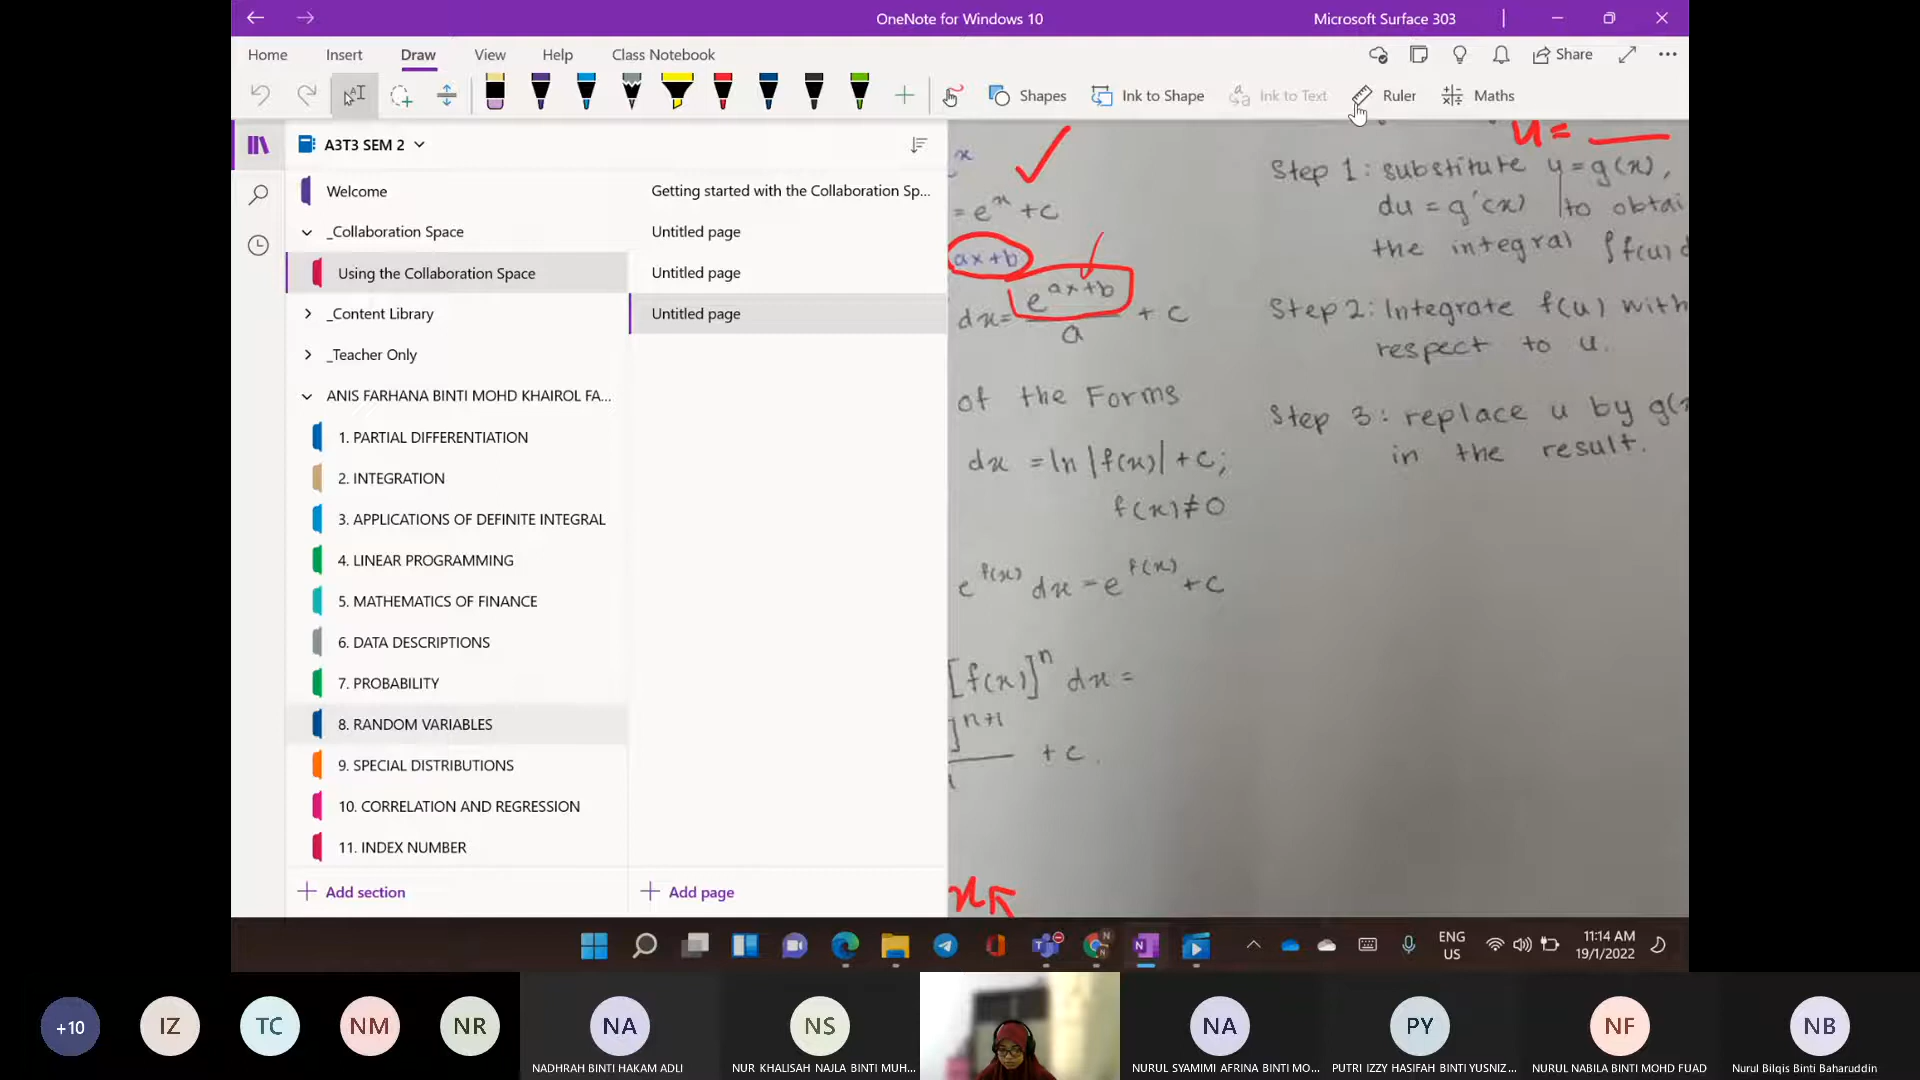 OneNote for Windows 10
Microsoft Surface 303
Home Insert Draw View Help Class Notebook
Share
Shapes Ink to Shape Ink to Text Ruler Maths
A3T3 SEM 2
Welcome
_Collaboration Space
Using the Collaboration Space
_Content Library
_Teacher Only
ANIS FARHANA BINTI MOHD KHAIROL FA...
1. PARTIAL DIFFERENTIATION
2. INTEGRATION
3. APPLICATIONS OF DEFINITE INTEGRAL
4. LINEAR PROGRAMMING
5. MATHEMATICS OF FINANCE
6. DATA DESCRIPTIONS
7. PROBABILITY
8. RANDOM VARIABLES
9. SPECIAL DISTRIBUTIONS
10. CORRELATION AND REGRESSION
11. INDEX NUMBER
Add section
Getting started with the Collaboration Sp...
Untitled page
Untitled page
Untitled page
Add page
x
= e^x + c
ax+b
dx = e^(ax+b)/a + c
of the Forms
dx = ln |f(x)| + c;
f(x) ≠ 0
e^f(x) dx = e^f(x) + c
[f(x)]^n dx =
]^n+1
+ c.
x
u =
Step 1: substitute u = g(x),
du = g'(x) to obtai
the integral ∫f(u) d
Step 2: Integrate f(u) with
respect to u.
Step 3: replace u by g(x
in the result.
ENG
US
11:14 AM
19/1/2022
+10 IZ TC NM NR NA NS NA PY NF NB
NADHRAH BINTI HAKAM ADLI
NUR KHALISAH NAJLA BINTI MUH...
NURUL SYAMIMI AFRINA BINTI MO...
PUTRI IZZY HASIFAH BINTI YUSNIZ...
NURUL NABILA BINTI MOHD FUAD
Nurul Bilqis Binti Baharuddin